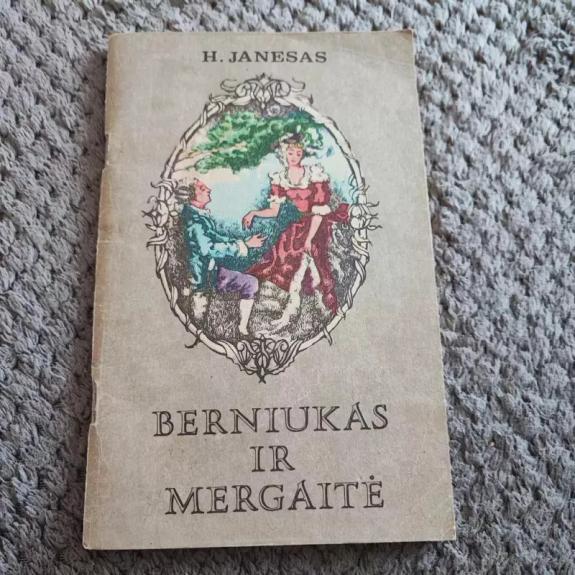 H. JANESAS
BERNIUKAS
IR
MERGAITĖ